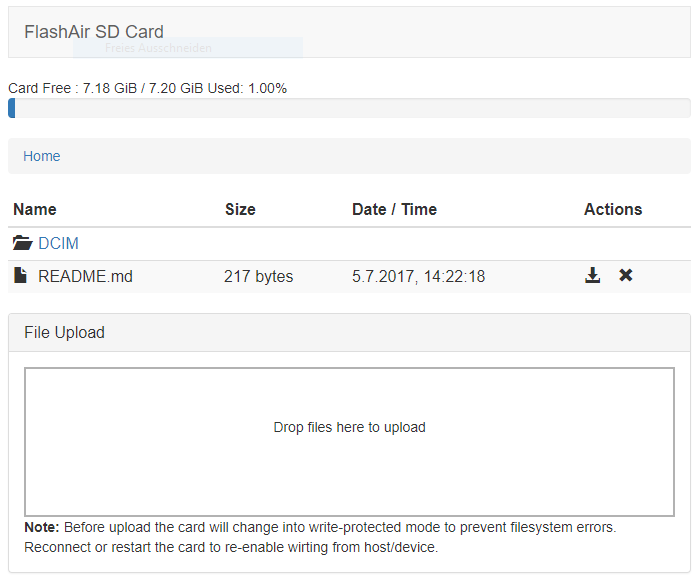 FlashAir SD Card
Freies Ausschneiden
Card Free : 7.18 GiB / 7.20 GiB Used: 1.00%
Home
Name Size Date / Time Actions
DCIM
README.md 217 bytes 5.7.2017, 14:22:18
File Upload
Drop files here to upload
Note: Before upload the card will change into write-protected mode to prevent filesystem errors.
Reconnect or restart the card to re-enable wirting from host/device.